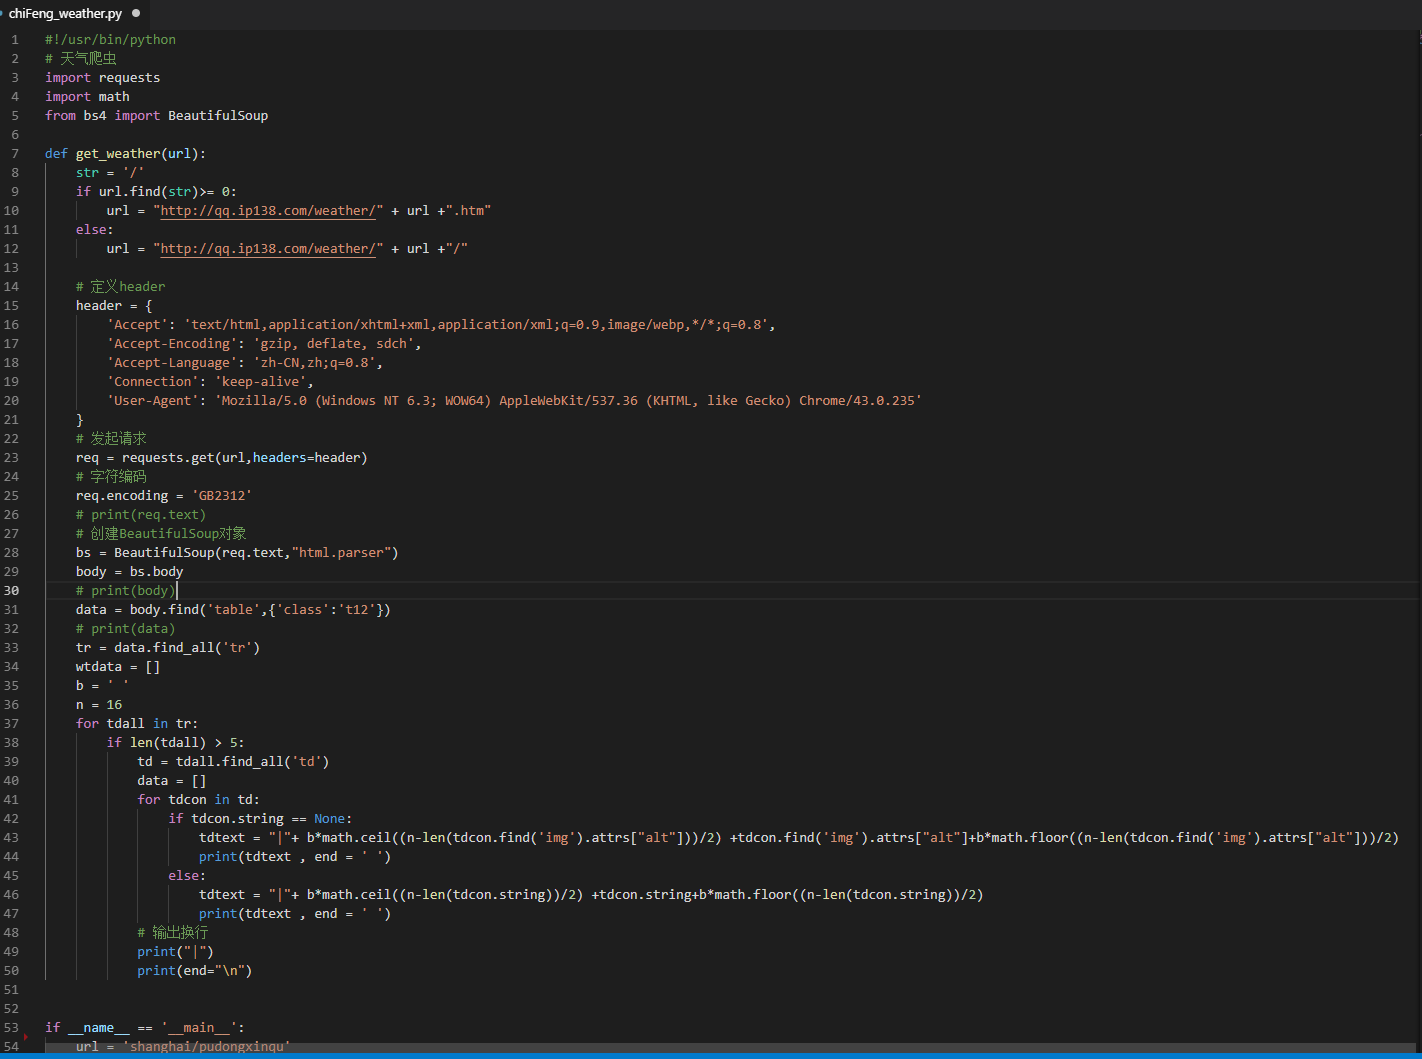 chiFeng_weather.py ●
1 #!/usr/bin/python
2 # 天气爬虫
3 import requests
4 import math
5 from bs4 import BeautifulSoup
6
7 def get_weather(url):
8     str = '/'
9     if url.find(str)>= 0:
10         url = "http://qq.ip138.com/weather/" + url +".htm"
11     else:
12         url = "http://qq.ip138.com/weather/" + url +"/"
13
14     # 定义header
15     header = {
16         'Accept': 'text/html,application/xhtml+xml,application/xml;q=0.9,image/webp,*/*;q=0.8',
17         'Accept-Encoding': 'gzip, deflate, sdch',
18         'Accept-Language': 'zh-CN,zh;q=0.8',
19         'Connection': 'keep-alive',
20         'User-Agent': 'Mozilla/5.0 (Windows NT 6.3; WOW64) AppleWebKit/537.36 (KHTML, like Gecko) Chrome/43.0.235'
21     }
22     # 发起请求
23     req = requests.get(url,headers=header)
24     # 字符编码
25     req.encoding = 'GB2312'
26     # print(req.text)
27     # 创建BeautifulSoup对象
28     bs = BeautifulSoup(req.text,"html.parser")
29     body = bs.body
30     # print(body)
31     data = body.find('table',{'class':'t12'})
32     # print(data)
33     tr = data.find_all('tr')
34     wtdata = []
35     b = ' '
36     n = 16
37     for tdall in tr:
38         if len(tdall) > 5:
39             td = tdall.find_all('td')
40             data = []
41             for tdcon in td:
42                 if tdcon.string == None:
43                     tdtext = "|"+ b*math.ceil((n-len(tdcon.find('img').attrs["alt"]))/2) +tdcon.find('img').attrs["alt"]+b*math.floor((n-len(tdcon.find('img').attrs["alt"]))/2)
44                     print(tdtext , end = ' ')
45                 else:
46                     tdtext = "|"+ b*math.ceil((n-len(tdcon.string))/2) +tdcon.string+b*math.floor((n-len(tdcon.string))/2)
47                     print(tdtext , end = ' ')
48             # 输出换行
49             print("|")
50             print(end="\n")
51
52
53 if __name__ == '__main__':
54     url = 'shanghai/pudongxinqu'